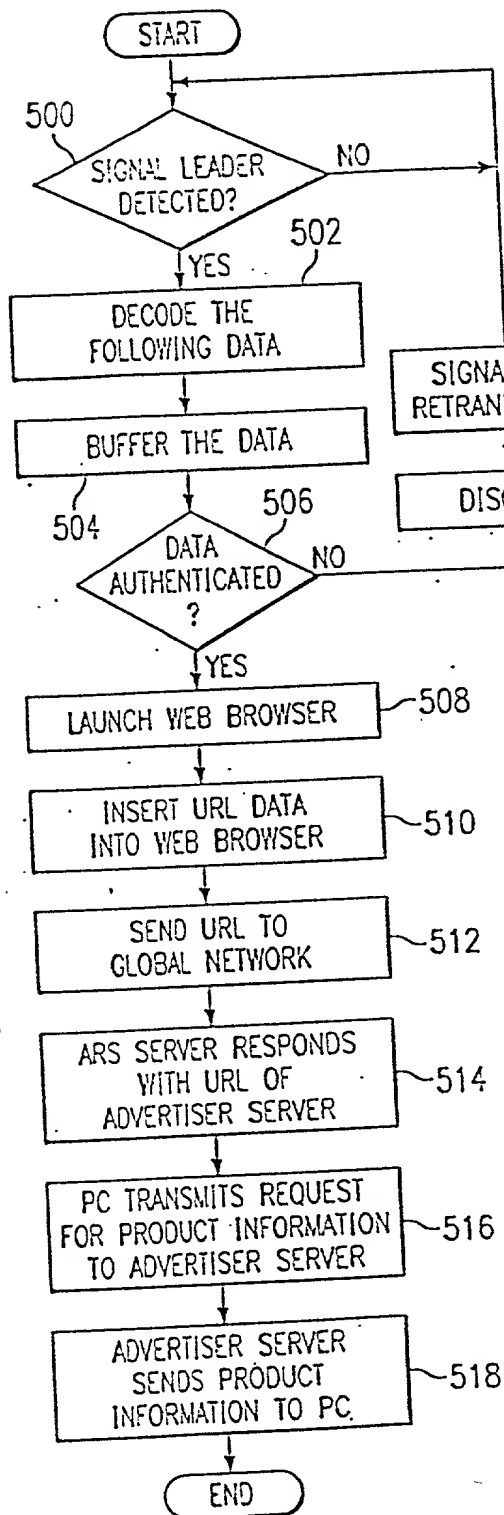 START
500
SIGNAL LEADER
DETECTED?
NO
YES
502
DECODE THE
FOLLOWING DATA
BUFFER THE DATA
504
506
DATA
AUTHENTICATED
?
NO
YES
LAUNCH WEB BROWSER
508
INSERT URL DATA
INTO WEB BROWSER
510
SEND URL TO
GLOBAL NETWORK
512
ARS SERVER RESPONDS
WITH URL OF
ADVERTISER SERVER
514
PC TRANSMITS REQUEST
FOR PRODUCT INFORMATION
TO ADVERTISER SERVER
516
ADVERTISER SERVER
SENDS PRODUCT
INFORMATION TO PC
518
END